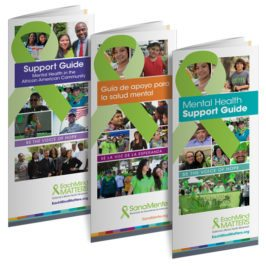 Support Guide
Mental Health in the
African American Community
BE THE VOICE OF HOPE
EachMind
MATTERS
EachMindMatters.org
Guía de apoyo para
la salud mental
BE LA VOZ DE LA ESPERANZA
SanaMente
SanaMente.org
Mental Health
Support Guide
BE THE VOICE OF HOPE
EachMind
MATTERS
EachMindMatters.org